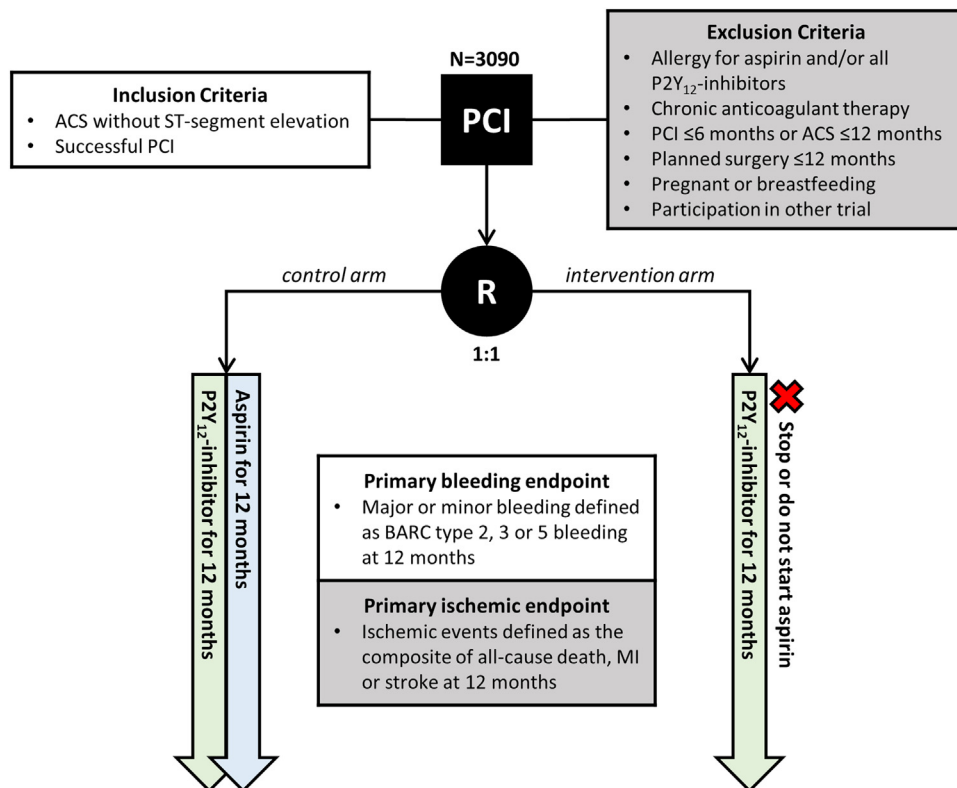 N=3090
PCI
Inclusion Criteria
• ACS without ST-segment elevation
• Successful PCI
Exclusion Criteria
• Allergy for aspirin and/or all
P2Y₁₂-inhibitors
• Chronic anticoagulant therapy
• PCI ≤6 months or ACS ≤12 months
• Planned surgery ≤12 months
• Pregnant or breastfeeding
• Participation in other trial
control arm
R
intervention arm
1:1
P2Y₁₂-inhibitor for 12 months
Aspirin for 12 months
Primary bleeding endpoint
• Major or minor bleeding defined
as BARC type 2, 3 or 5 bleeding
at 12 months
Primary ischemic endpoint
• Ischemic events defined as the
composite of all-cause death, MI
or stroke at 12 months
P2Y₁₂-inhibitor for 12 months
Stop or do not start aspirin